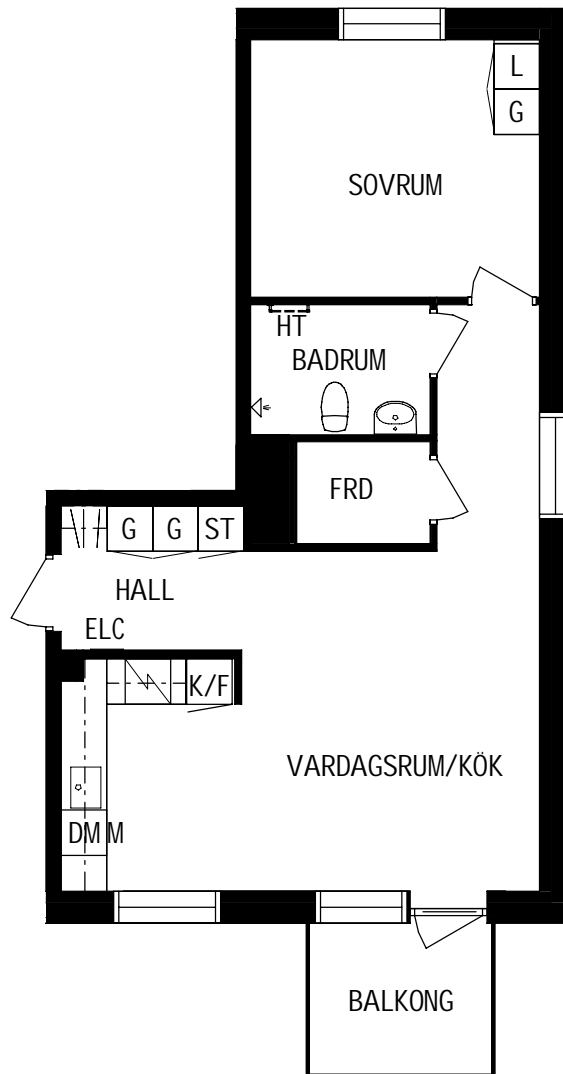 L
G
SOVRUM
HT
BADRUM
FRD
G G ST
HALL
ELC
K/F
VARDAGSRUM/KÖK
DM M
BALKONG